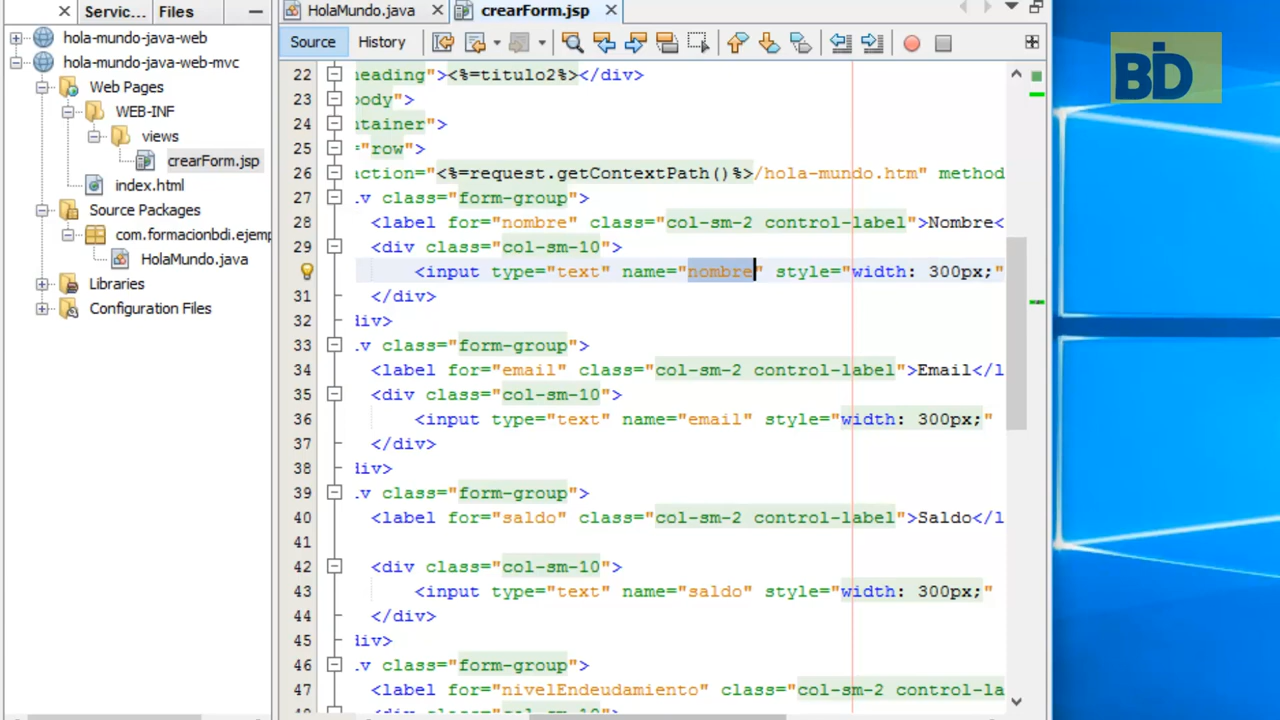 Servic...
Files
hola-mundo-java-web
hola-mundo-java-web-mvc
Web Pages
WEB-INF
views
crearForm.jsp
index.html
Source Packages
com.formacionbdi.ejemp
HolaMundo.java
Libraries
Configuration Files
HolaMundo.java
crearForm.jsp
Source
History
22 eading"><%=titulo2%></div>
23 ody">
24 ntainer">
25 ="row">
26 action="<%=request.getContextPath()%>/hola-mundo.htm" method
27 .v class="form-group">
28 <label for="nombre" class="col-sm-2 control-label">Nombre<
29 <div class="col-sm-10">
<input type="text" name="nombre" style="width: 300px;"
31 </div>
32 div>
33 .v class="form-group">
34 <label for="email" class="col-sm-2 control-label">Email</l
35 <div class="col-sm-10">
36 <input type="text" name="email" style="width: 300px;"
37 </div>
38 div>
39 .v class="form-group">
40 <label for="saldo" class="col-sm-2 control-label">Saldo</l
41
42 <div class="col-sm-10">
43 <input type="text" name="saldo" style="width: 300px;"
44 </div>
45 div>
46 .v class="form-group">
47 <label for="nivelEndeudamiento" class="col-sm-2 control-la
<div class="col-sm-10">
BDI